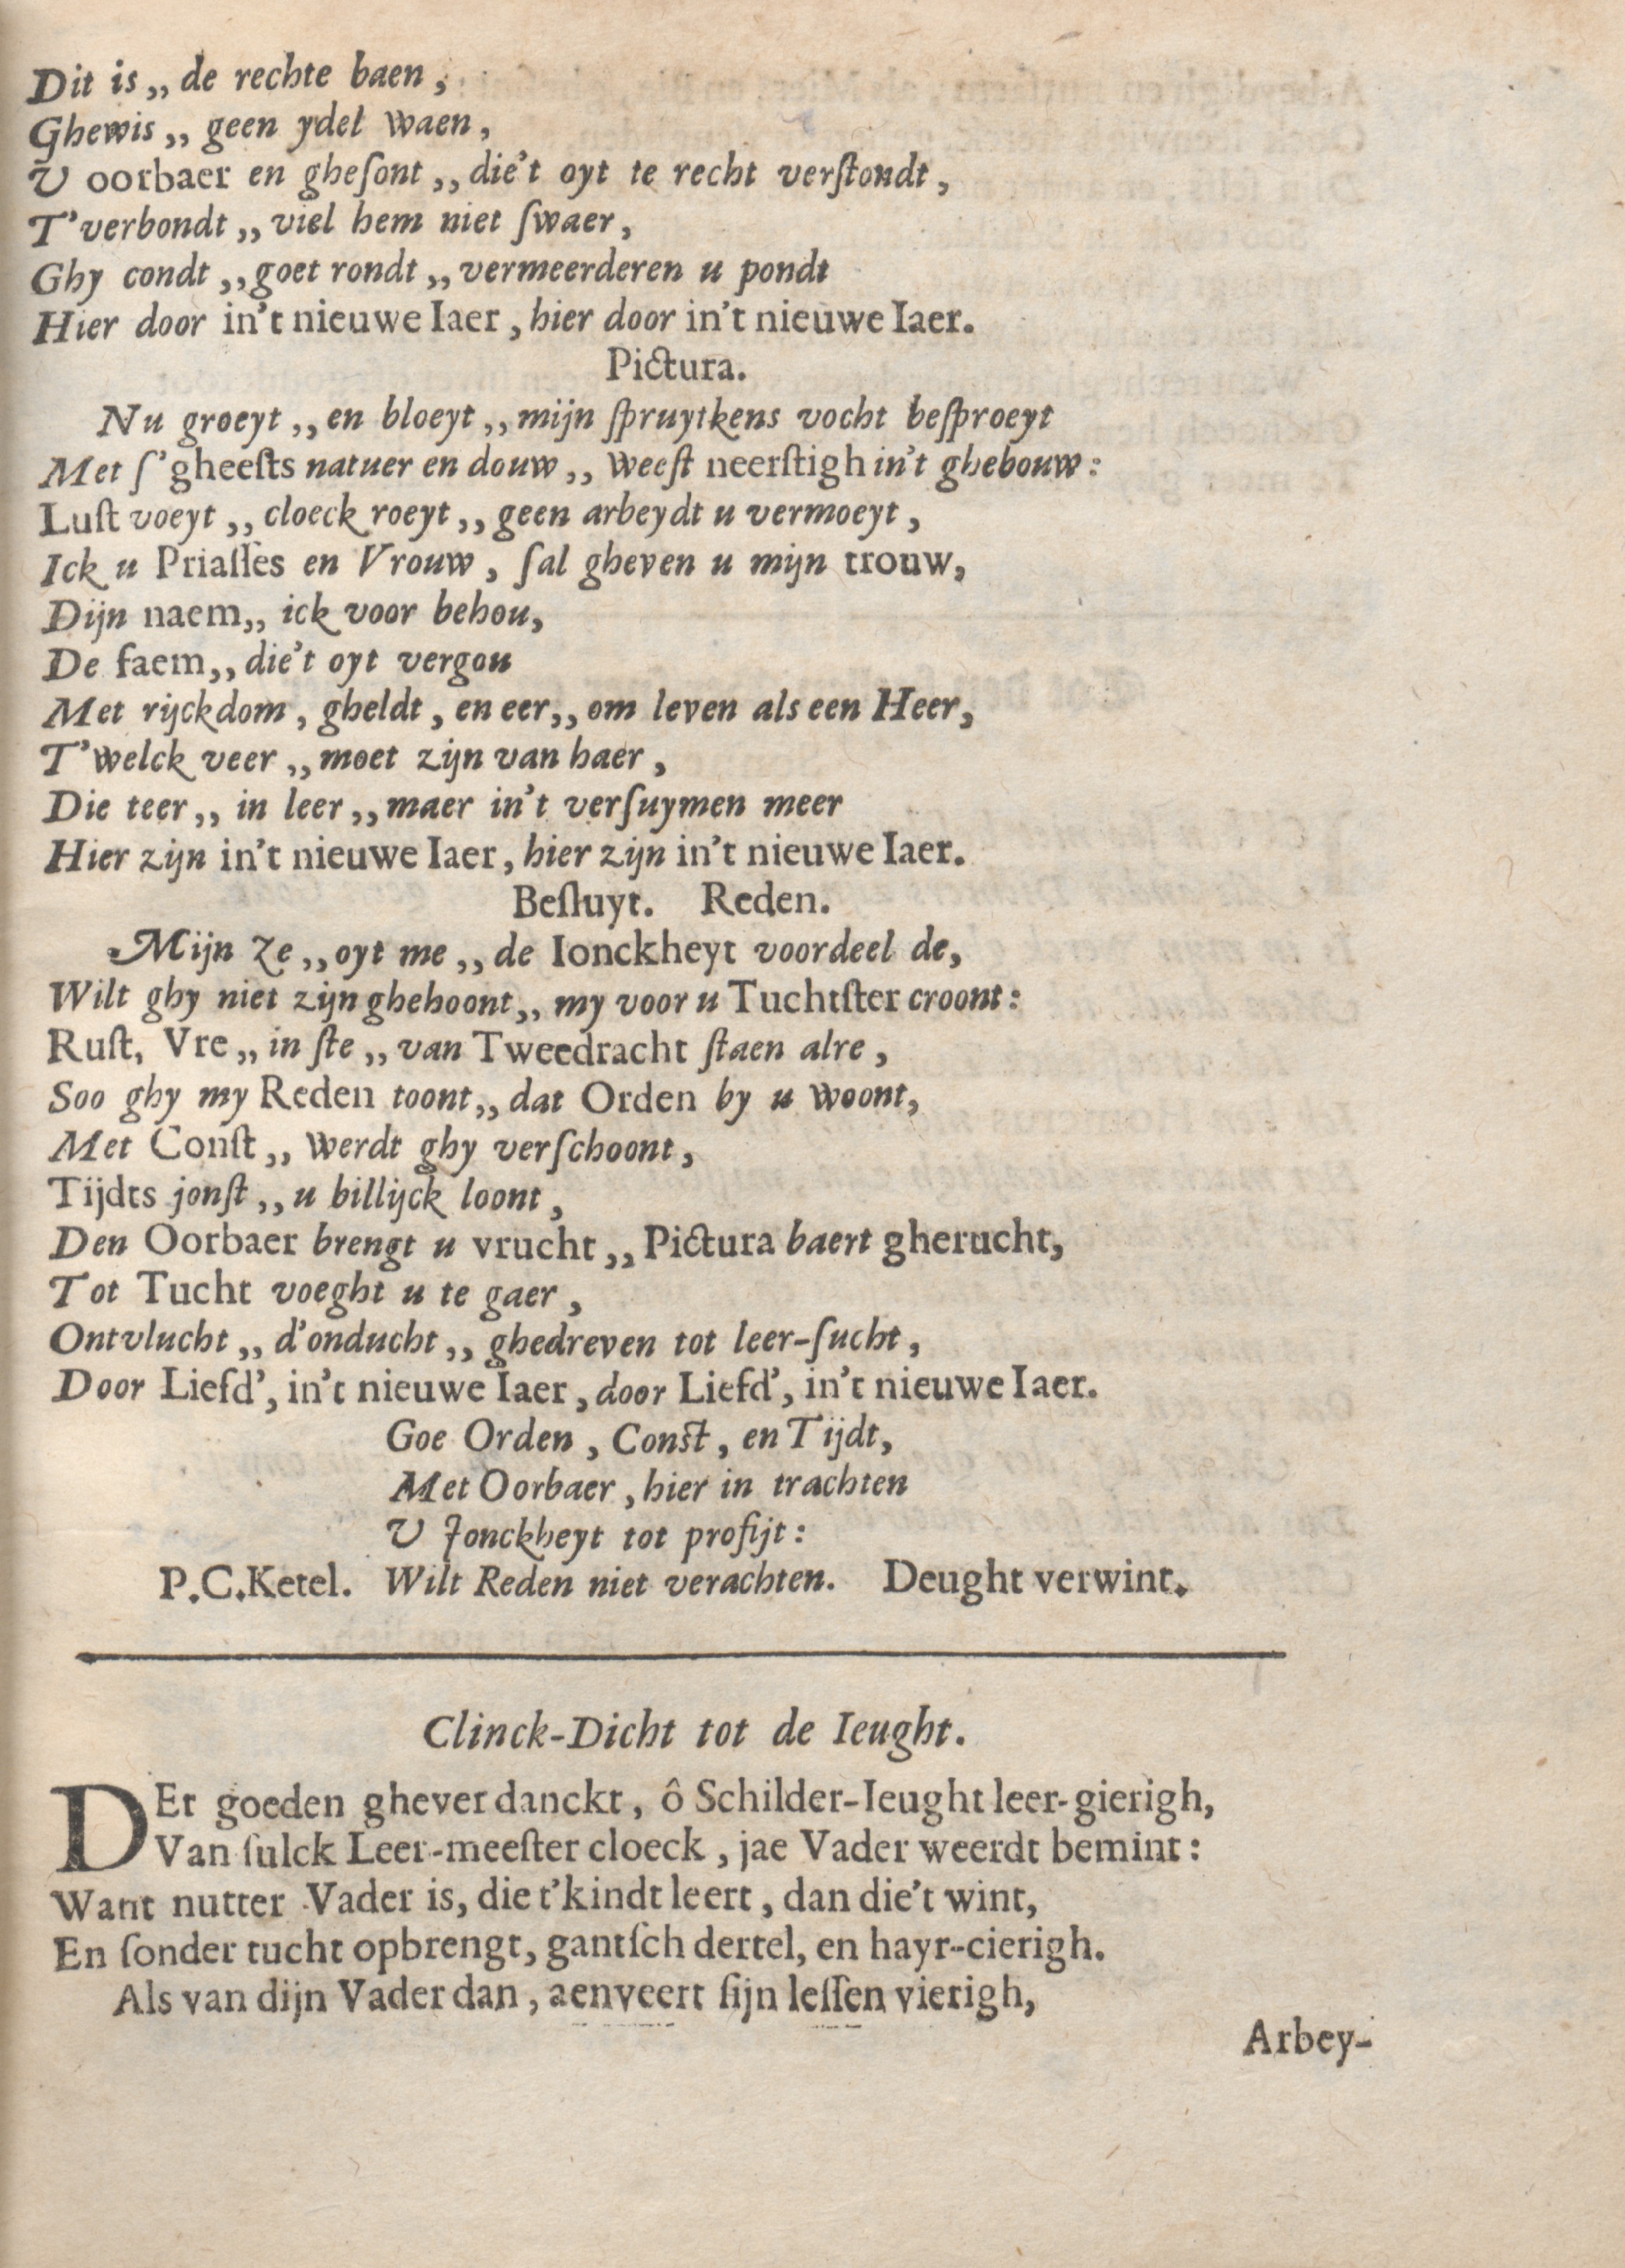 Dit is „ de rechte baen,
Ghewis „ geen ydel waen,
V oorbaer en gheſont „ die't oyt te recht verſtondt,
T'verbondt „ viel hem niet ſwaer,
Ghy condt „ goet rondt „ vermeerderen u pondt
Hier door in't nieuwe Iaer, hier door in't nieuwe Iaer.
Pictura.
Nu groeyt „ en bloeyt „ mijn ſpruytkens vocht beſproeyt
Met ſ'gheeſts natuer en douw „ weeſt neerſtigh in't ghebouw:
Luſt voeyt „ cloeck roeyt „ geen arbeydt u vermoeyt,
Ick u Priaſſes en Vrouw, ſal gheven u mijn trouw,
Dijn naem „ ick voor behou,
De faem „ die't oyt vergou
Met rijckdom, gheldt, en eer „ om leven als een Heer,
T'welck veer „ moet zijn van haer,
Die teer „ in leer „ maer in't verſuymen meer
Hier zijn in't nieuwe Iaer, hier zijn in't nieuwe Iaer.
Beſluyt. Reden.
Mijn Ze „ oyt me „ de Ionckheyt voordeel de,
Wilt ghy niet zijn ghehoont „ my voor u Tuchtſter croont:
Ruſt, Vre „ in ſte „ van Tweedracht ſtaen alre,
Soo ghy my Reden toont „ dat Orden by u woont,
Met Conſt „ werdt ghy verſchoont,
Tijdts jonſt „ u billijck loont,
Den Oorbaer brengt u vrucht „ Pictura baert gherucht,
Tot Tucht voeght u te gaer,
Ontvlucht „ d'onducht „ ghedreven tot leer-ſucht,
Door Liefd', in't nieuwe Iaer, door Liefd', in't nieuwe Iaer.
Goe Orden, Conſt, en Tijdt,
Met Oorbaer, hier in trachten
V Jonckheyt tot profijt:
P.C.Ketel. Wilt Reden niet verachten. Deught verwint.
Clinck-Dicht tot de Ieught.
DEr goeden ghever danckt, ô Schilder-Ieught leer-gierigh,
Van ſulck Leer-meeſter cloeck, jae Vader weerdt bemint:
Want nutter Vader is, die t'kindt leert, dan die't wint,
En ſonder tucht opbrengt, gantſch dertel, en hayr-cierigh.
Als van dijn Vader dan, aenveert ſijn leſſen vierigh,
Arbey-